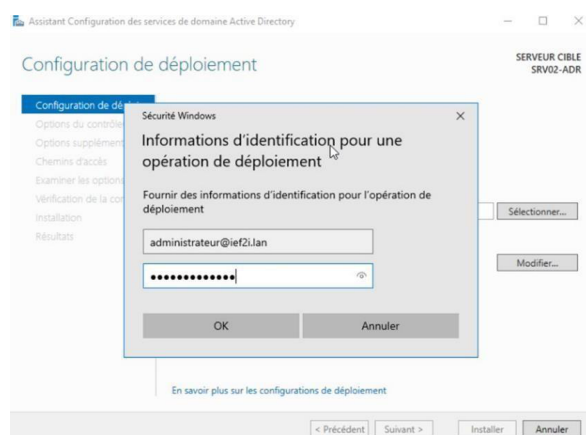 Assistant Configuration des services de domaine Active Directory
Configuration de déploiement
SERVEUR CIBLE
SRV02-ADR
Configuration de dé
Options du contrôle
Options supplément
Chemins d'accès
Examiner les options
Vérification de la con
Installation
Résultats
Sécurité Windows
Informations d'identification pour une
opération de déploiement
Fournir des informations d'identification pour l'opération de
déploiement
administrateur@ief2i.lan
•••••••••••••
OK
Annuler
Sélectionner...
Modifier...
En savoir plus sur les configurations de déploiement
< Précédent
Suivant >
Installer
Annuler